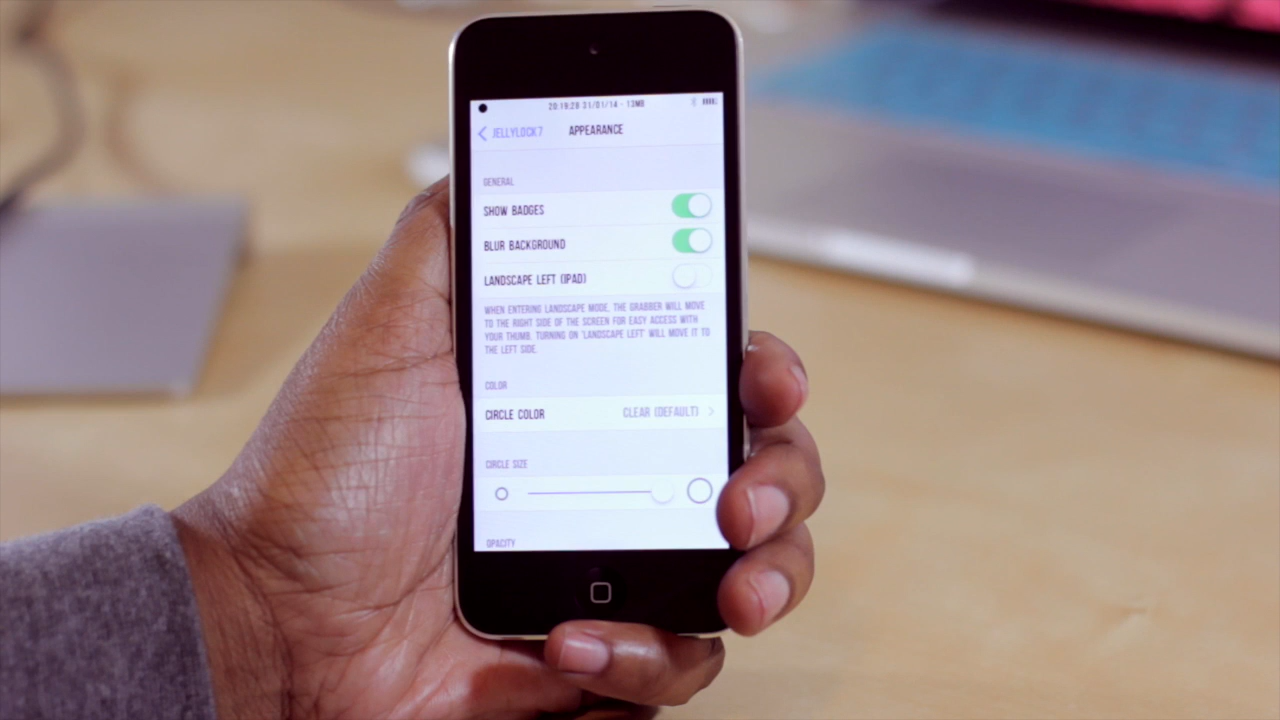 20:19:28 31/01/14 - 13MB
JELLYLOCK7 APPEARANCE
GENERAL
SHOW BADGES
BLUR BACKGROUND
LANDSCAPE LEFT (IPAD)
WHEN ENTERING LANDSCAPE MODE, THE GRABBER WILL MOVE
TO THE RIGHT SIDE OF THE SCREEN FOR EASY ACCESS WITH
YOUR THUMB. TURNING ON 'LANDSCAPE LEFT' WILL MOVE IT TO
THE LEFT SIDE.
COLOR
CIRCLE COLOR CLEAR (DEFAULT)
CIRCLE SIZE
OPACITY